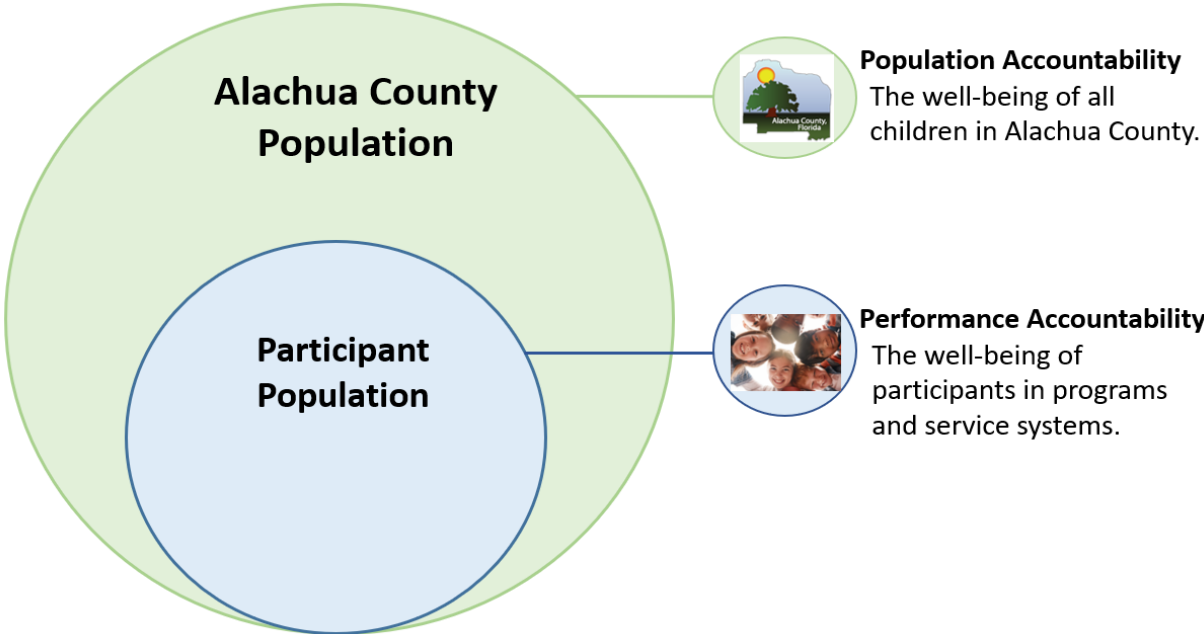 Alachua County
Population
Population Accountability
The well-being of all
children in Alachua County.
Alachua County,
Florida
Participant
Population
Performance Accountability
The well-being of
participants in programs
and service systems.